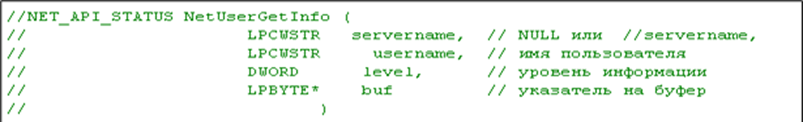 //NET_API_STATUS NetUserGetInfo (
// LPCWSTR servername, // NULL или //servername,
// LPCWSTR username, // имя пользователя
// DWORD level, // уровень информации
// LPBYTE* buf // указатель на буфер
// )